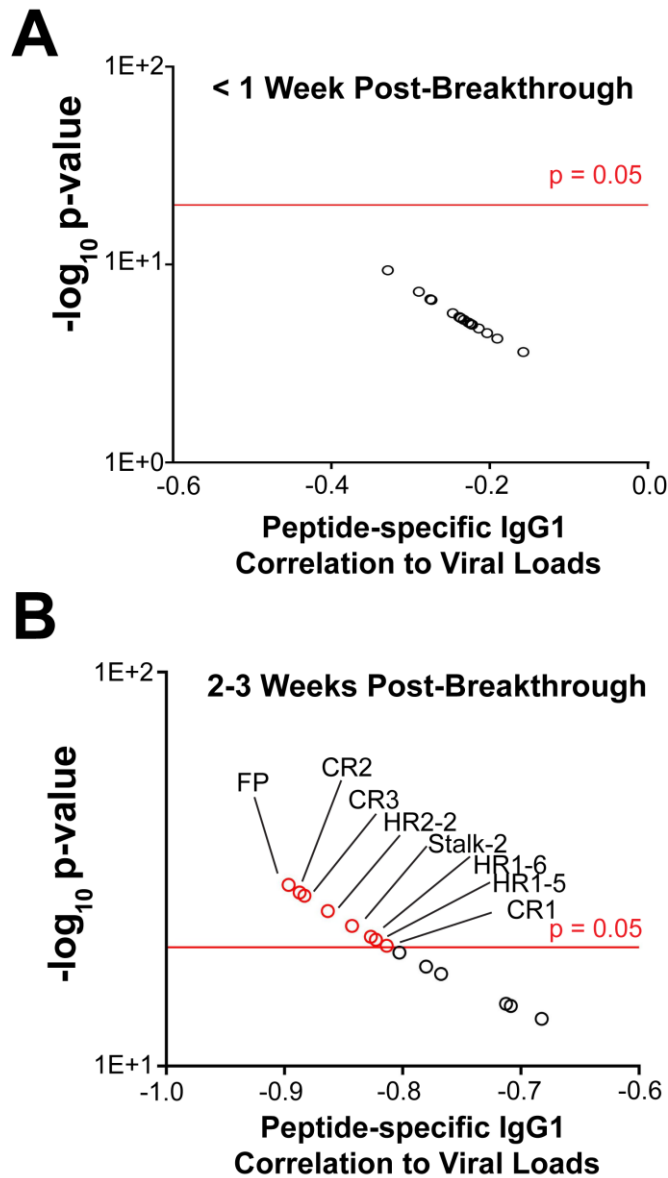 A
1E+2
< 1 Week Post-Breakthrough
p = 0.05
-log10 p-value
1E+1
1E+0
-0.6
-0.4
-0.2
0.0
Peptide-specific IgG1
Correlation to Viral Loads
B
1E+2
2-3 Weeks Post-Breakthrough
FP
CR2
CR3
HR2-2
Stalk-2
HR1-6
HR1-5
CR1
p = 0.05
-log10 p-value
1E+1
-1.0
-0.9
-0.8
-0.7
-0.6
Peptide-specific IgG1
Correlation to Viral Loads